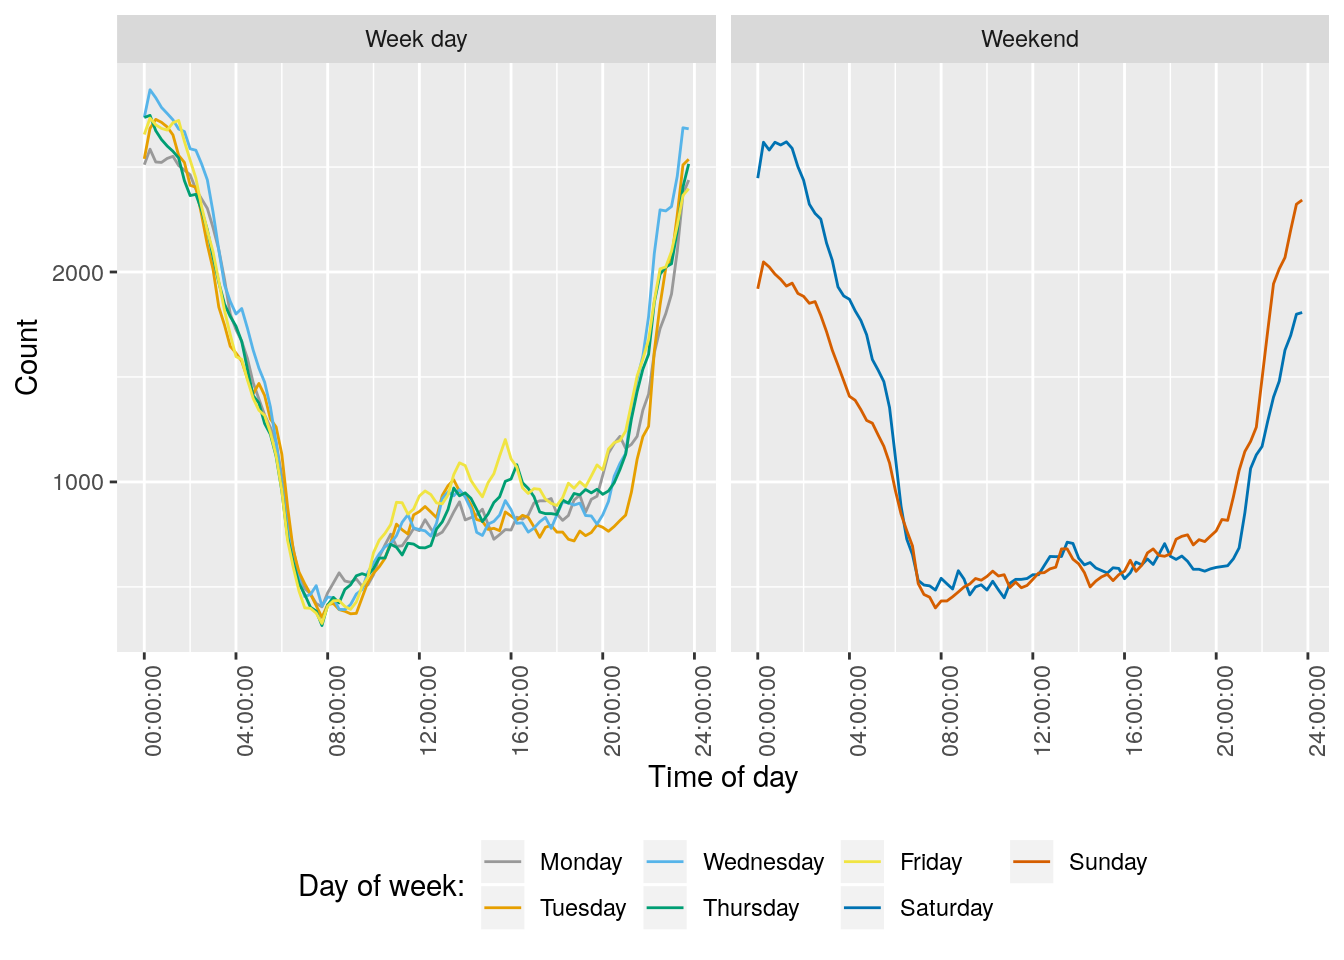 Week day Weekend
Count
2000
1000
00:00:00 04:00:00 08:00:00 12:00:00 16:00:00 20:00:00 24:00:00 00:00:00 04:00:00 08:00:00 12:00:00 16:00:00 20:00:00 24:00:00
Time of day
Day of week:
Monday Wednesday Friday Sunday
Tuesday Thursday Saturday